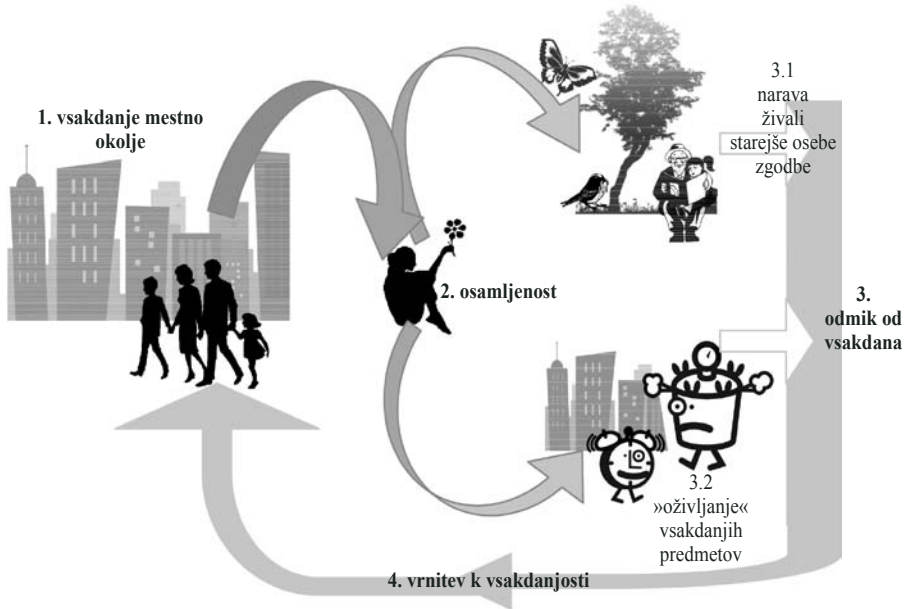 1. vsakdanje mestno
okolje
2. osamljenost
3.1
narava
živali
starejše osebe
zgodbe
3.
odmik od
vsakdana
3.2
»oživljanje«
vsakdanjih
predmetov
4. vrnitev k vsakdanjosti